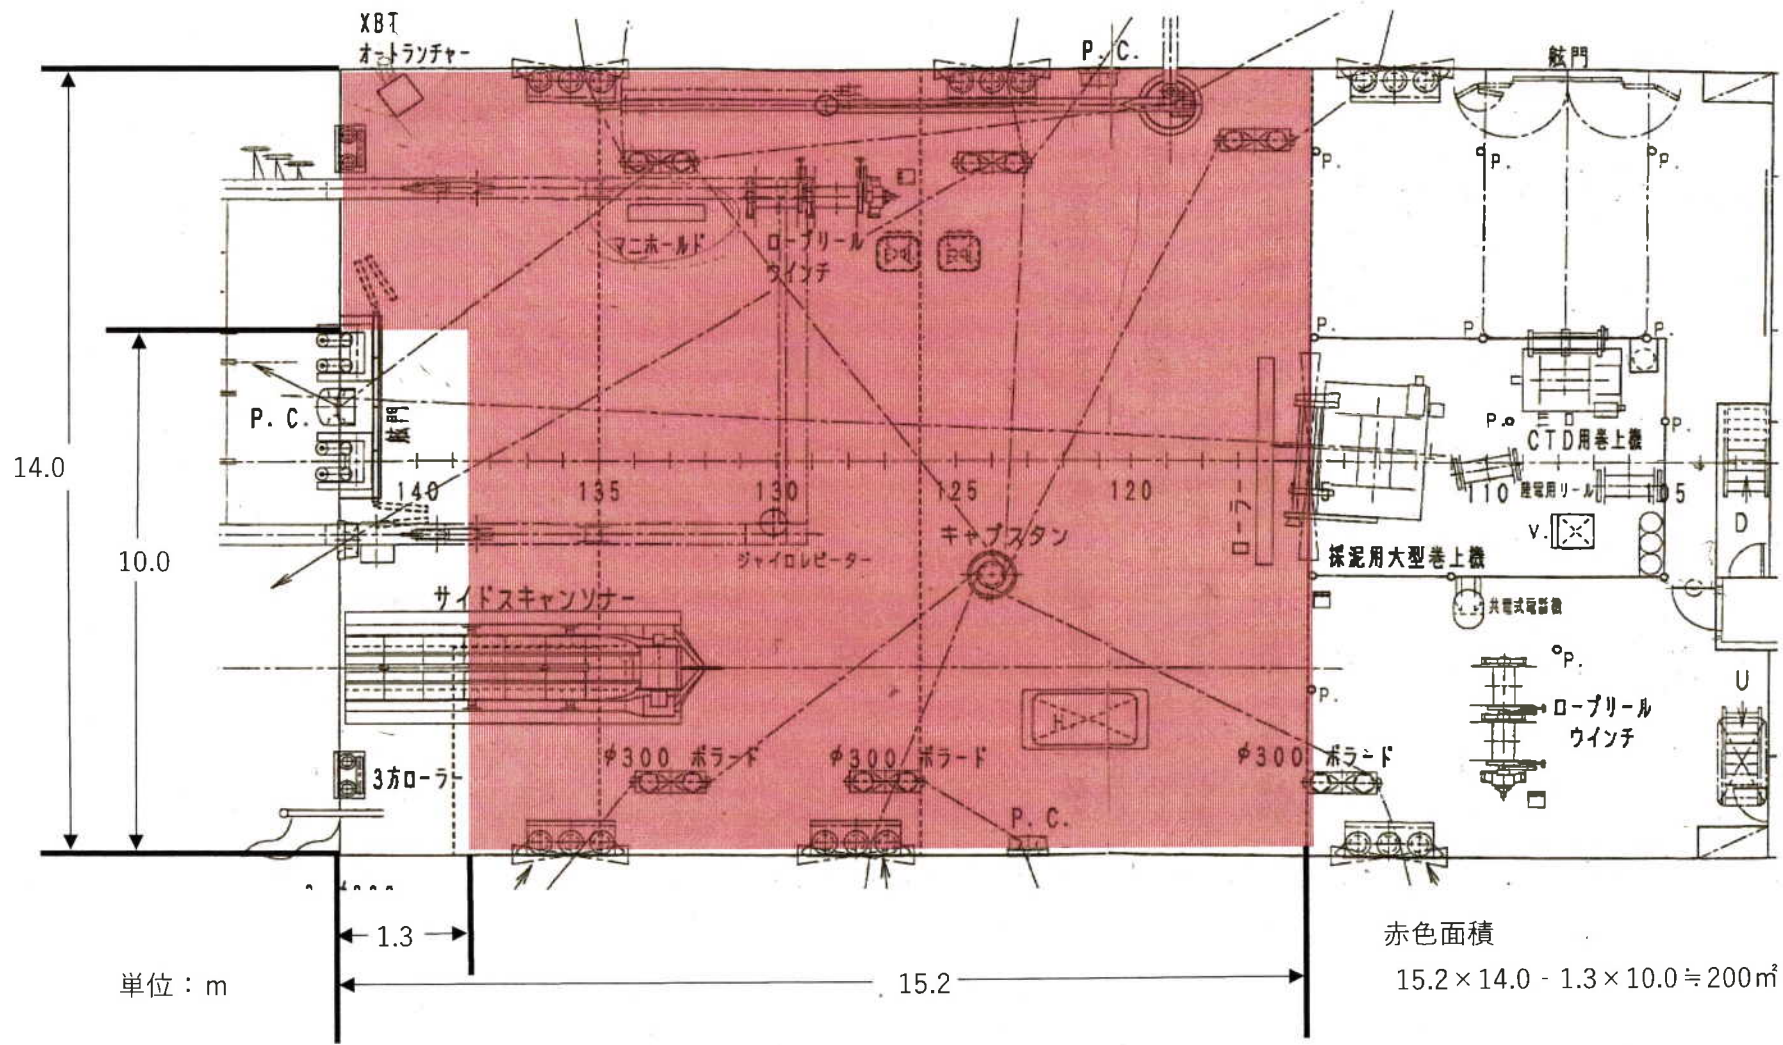 XBT
オートランチャー
P.C.
舷門
P.
P.
P.
マニホールド
ロープリール
ウインチ
P.
P.
P.
P.C.
舷門
P.
P.
CTD用巻上機
14.0
140
135
130
125
120
ローラー
110
105
D
V.
キャプスタン
10.0
ジャイロレピーター
採泥用大型巻上機
サイドスキャンソナー
共電式電話機
P.
P.
H
U
ロープリール
ウインチ
φ300 ボラード
φ300 ボラード
φ300 ボラード
3方ローラー
P.C.
1.3
赤色面積
単位：m
15.2
15.2×14.0 - 1.3×10.0≒200㎡